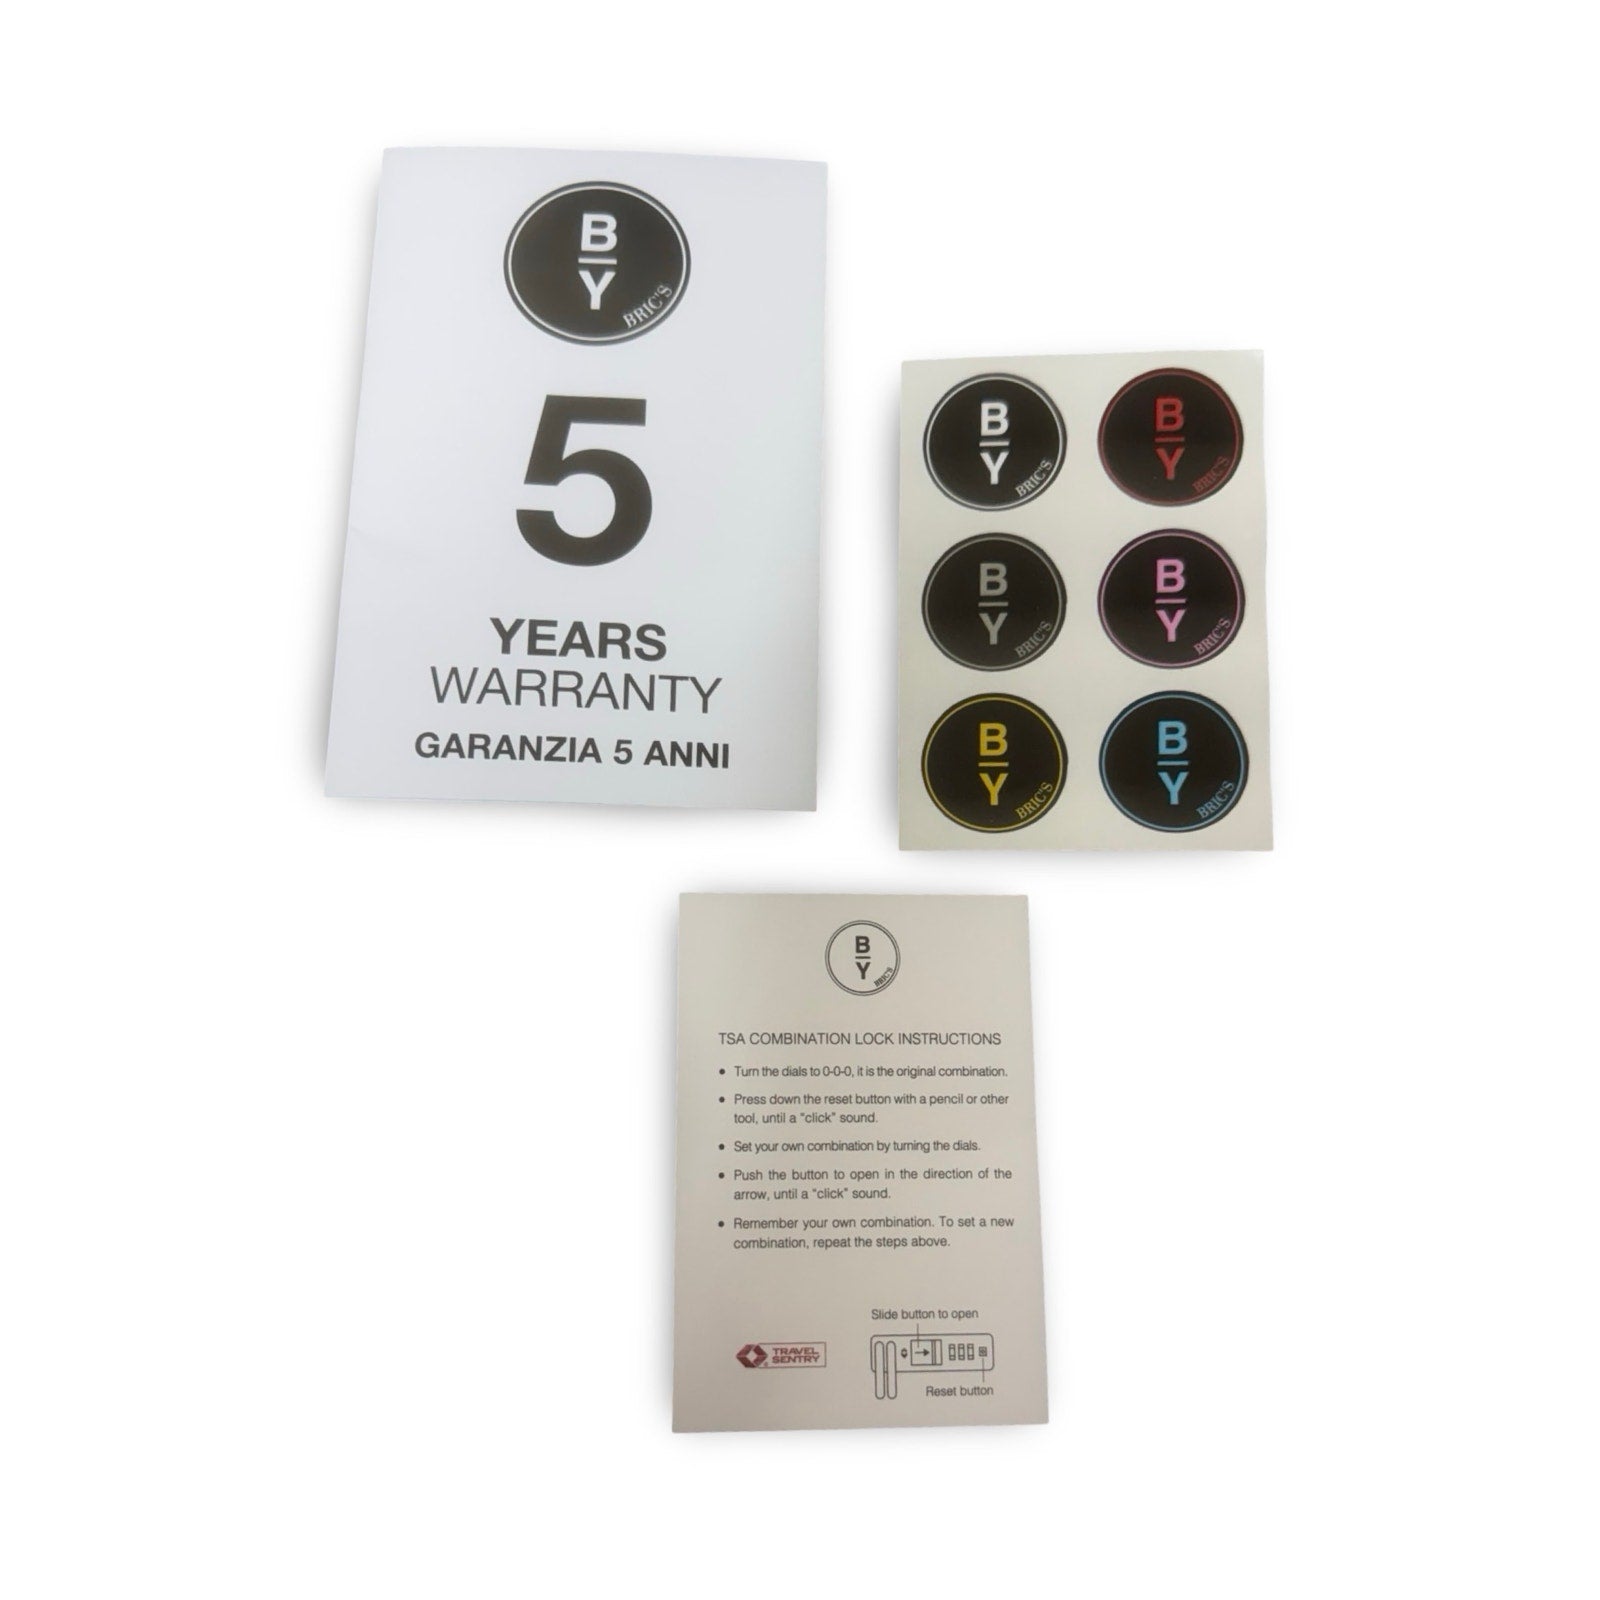 B
Y
BRIC'S
5
YEARS
WARRANTY
GARANZIA 5 ANNI
B
Y
BRIC'S
B
Y
BRIC'S
B
Y
BRIC'S
B
Y
BRIC'S
B
Y
BRIC'S
B
Y
BRIC'S
B
Y
BRIC'S
TSA COMBINATION LOCK INSTRUCTIONS
• Turn the dials to 0-0-0, it is the original combination.
• Press down the reset button with a pencil or other
tool, until a "click" sound.
• Set your own combination by turning the dials.
• Push the button to open in the direction of the
arrow, until a "click" sound.
• Remember your own combination. To set a new
combination, repeat the steps above.
Slide button to open
TRAVEL
SENTRY
Reset button